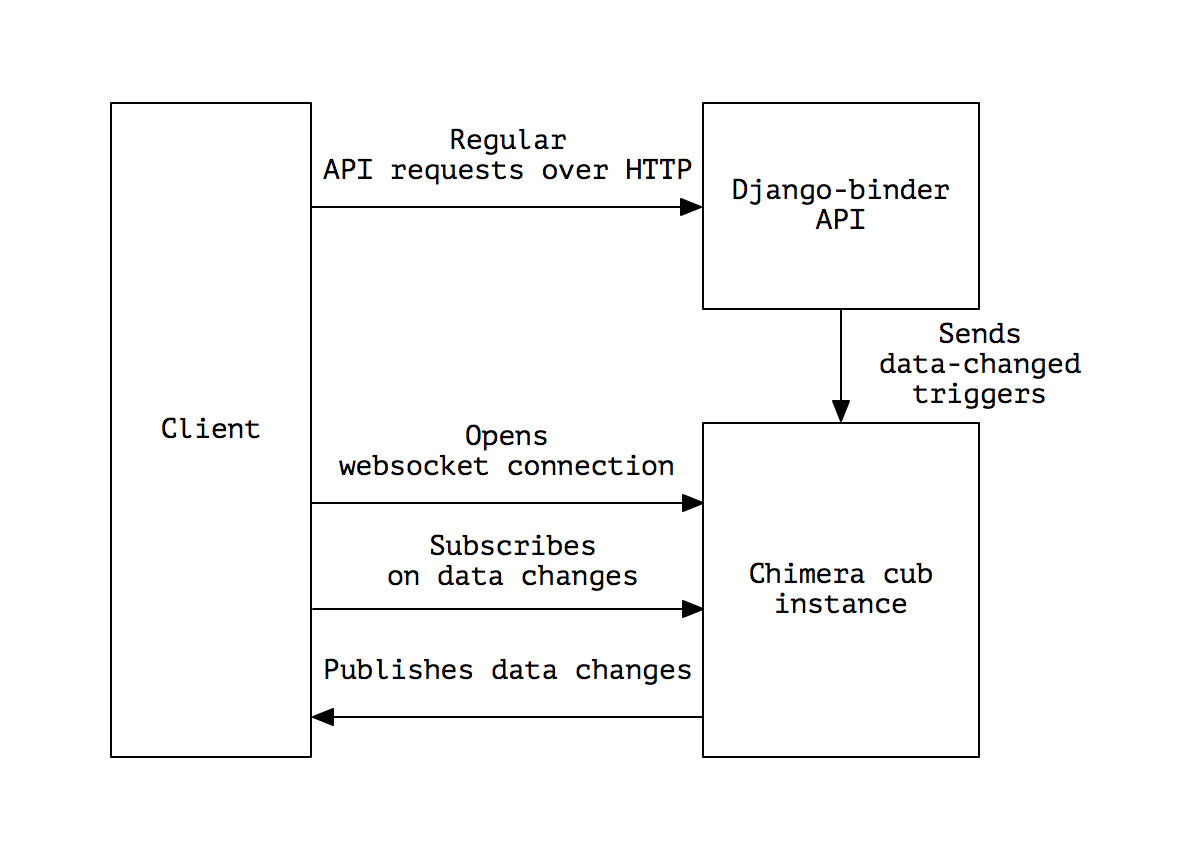 Regular
API requests over HTTP
Django-binder
API
Sends
data-changed
triggers
Client
Opens
websocket connection
Subscribes
on data changes
Chimera cub
instance
Publishes data changes